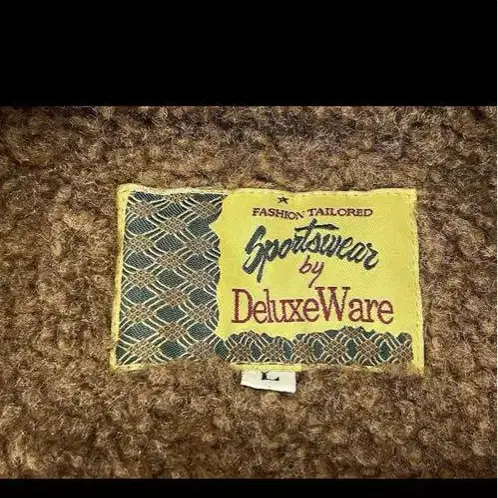 FASHION TAILORED
Sportswear
by
DeluxeWare
L